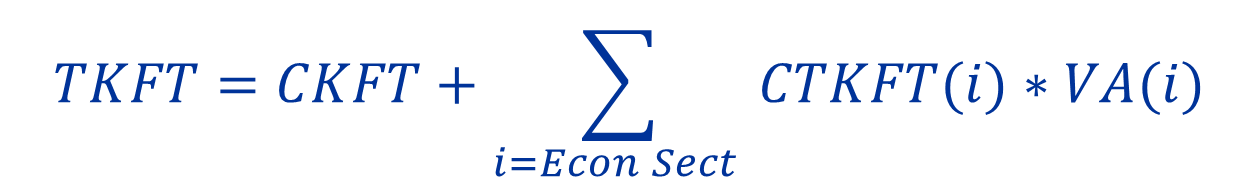 TKFT = CKFT + ∑ CTKFT(i) ∗ VA(i)
i=Econ Sect